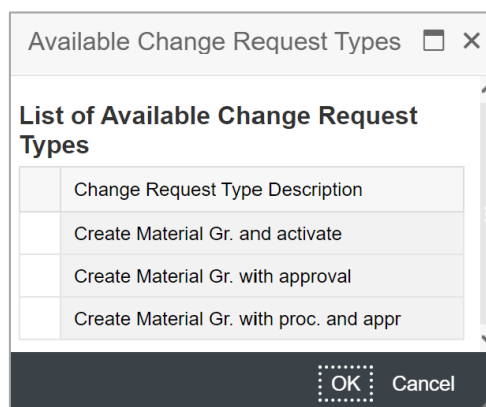 Available Change Request Types
List of Available Change Request
Types
Change Request Type Description
Create Material Gr. and activate
Create Material Gr. with approval
Create Material Gr. with proc. and appr
OK Cancel